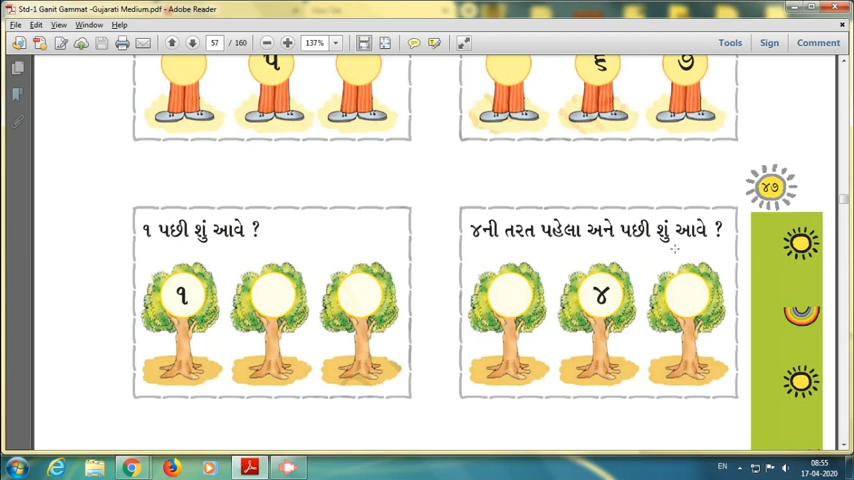 Std-1 Ganit Gammat -Gujarati Medium.pdf - Adobe Reader
File Edit View Window Help
57 / 160 137% Tools Sign Comment
૫ ૬ ૭
૪૭
૧ પછી શું આવે ?
૧
૪ની તરત પહેલા અને પછી શું આવે ?
૪
EN 08:55
17-04-2020